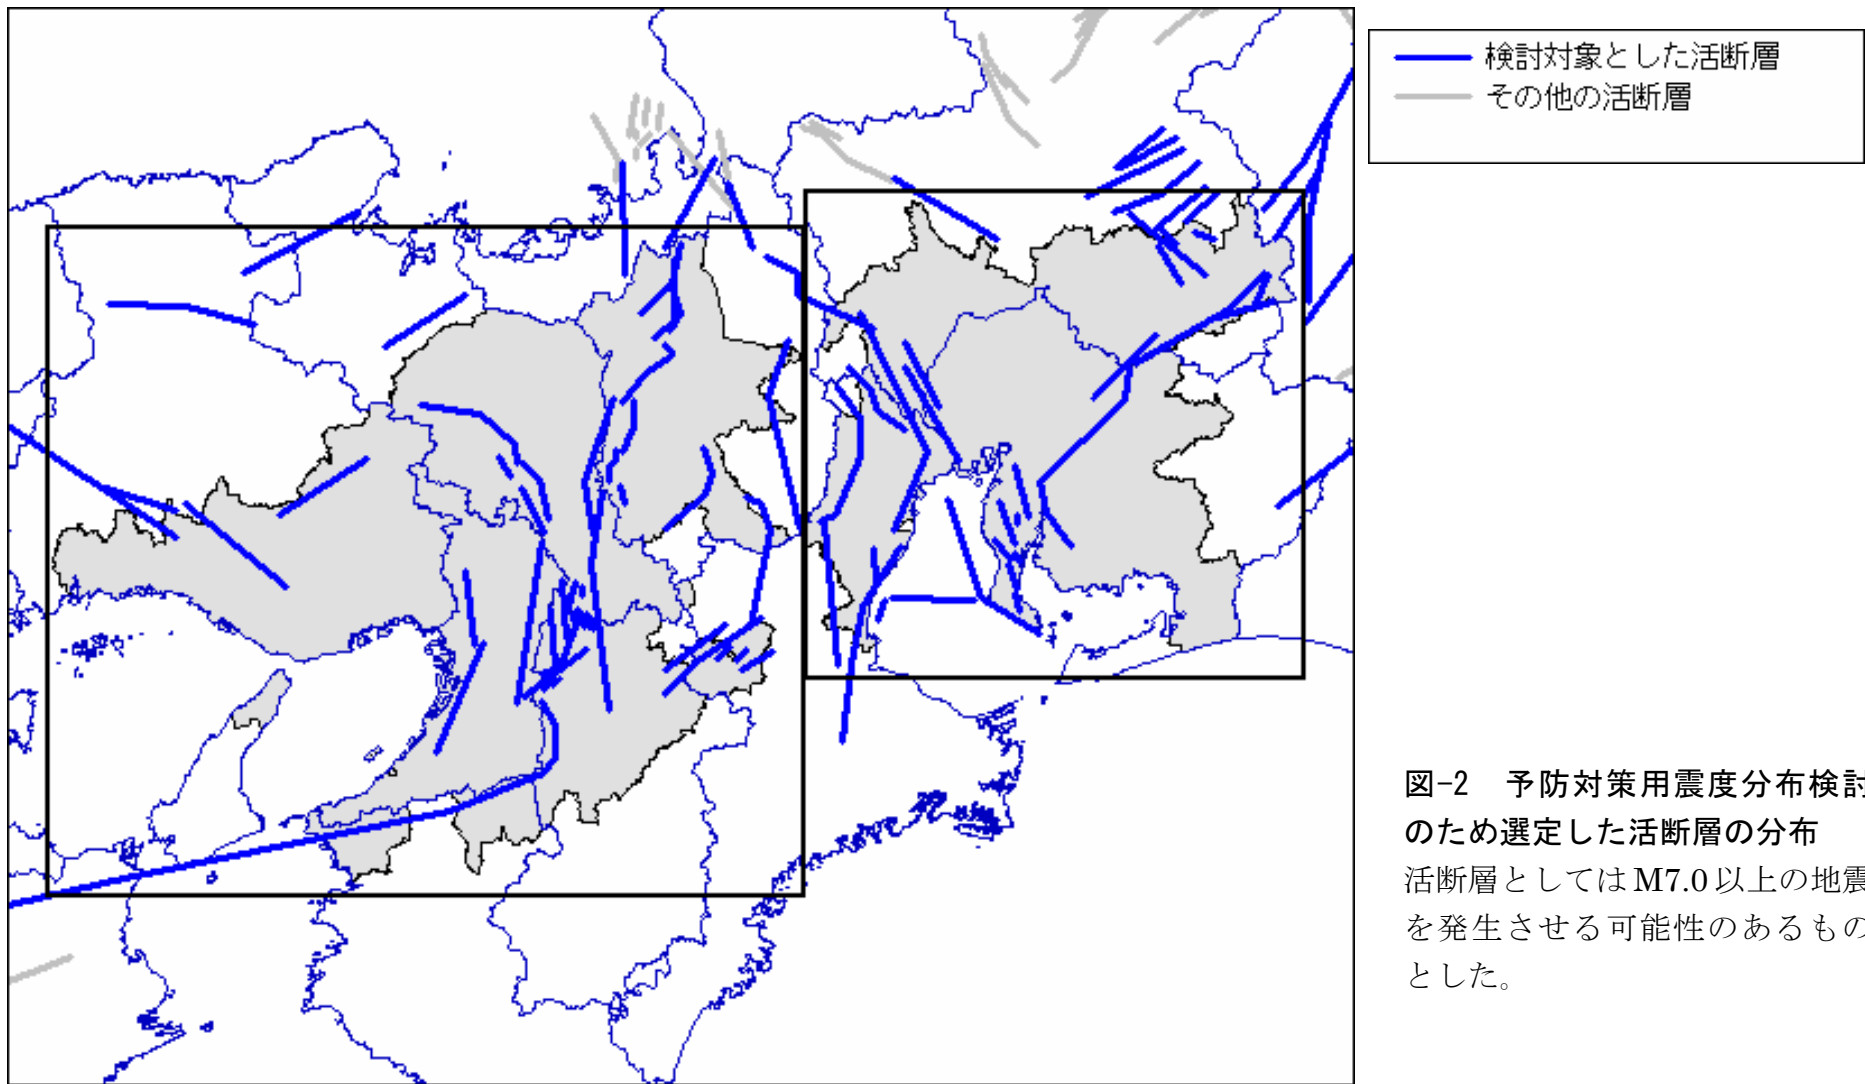 検討対象とした活断層
その他の活断層
図-2　予防対策用震度分布検討
のため選定した活断層の分布
活断層としては M7.0 以上の地震
を発生させる可能性のあるもの
とした。